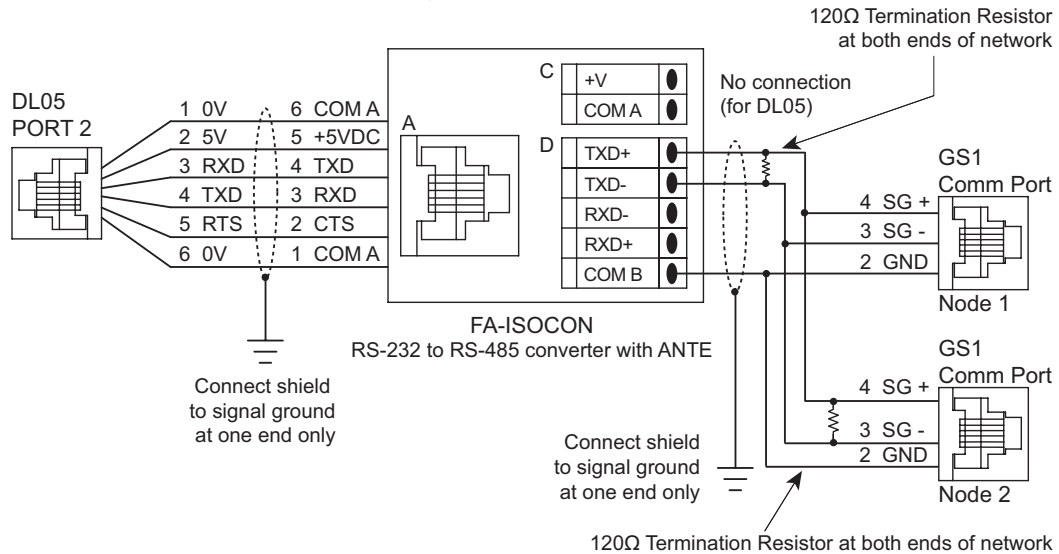 120Ω Termination Resistor
at both ends of network
DL05
PORT 2
1 0V 6 COM A
2 5V 5 +5VDC
3 RXD 4 TXD
4 TXD 3 RXD
5 RTS 2 CTS
6 0V 1 COM A
A
C
+V
COM A
D
TXD+
TXD-
RXD-
RXD+
COM B
No connection
(for DL05)
GS1
Comm Port
4 SG +
3 SG -
2 GND
Node 1
FA-ISOCON
RS-232 to RS-485 converter with ANTE
Connect shield
to signal ground
at one end only
GS1
Comm Port
4 SG +
3 SG -
2 GND
Node 2
Connect shield
to signal ground
at one end only
120Ω Termination Resistor at both ends of network